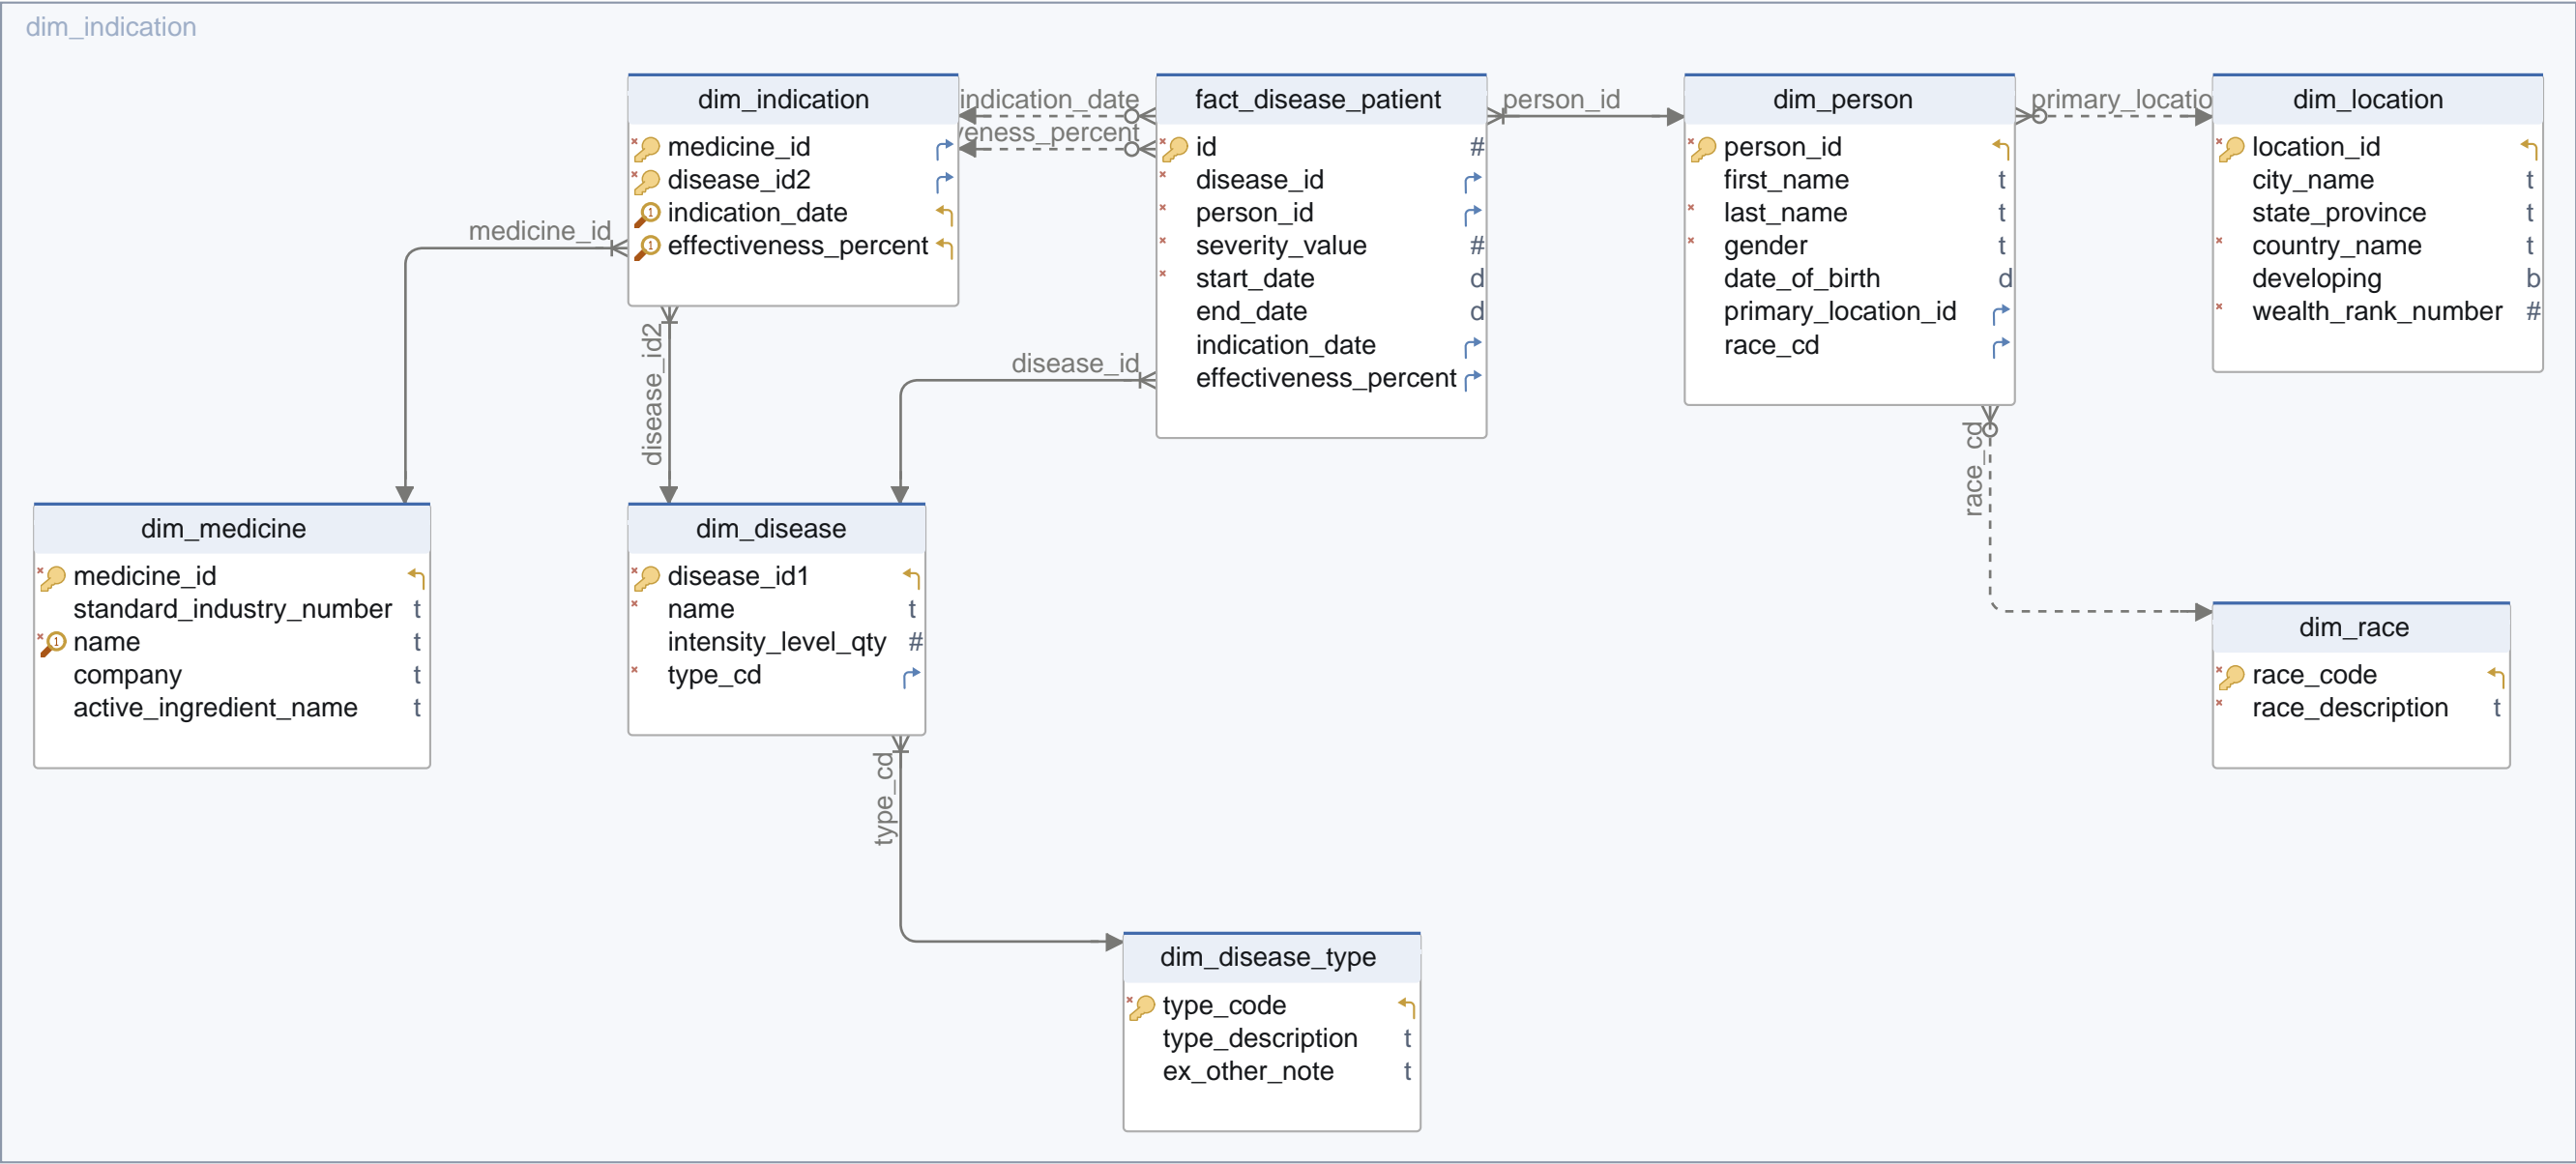 dim_indication
dim_indication
medicine_id
disease_id2
indication_date
effectiveness_percent
indication_date
veness_percent
fact_disease_patient
id #
disease_id
person_id
severity_value #
start_date d
end_date d
indication_date
effectiveness_percent
person_id
dim_person
person_id
first_name t
last_name t
gender t
date_of_birth d
primary_location_id
race_cd
primary_locatio
dim_location
location_id
city_name t
state_province t
country_name t
developing b
wealth_rank_number #
medicine_id
disease_id2
disease_id
race_cd
dim_medicine
medicine_id
standard_industry_number t
name t
company t
active_ingredient_name t
dim_disease
disease_id1
name t
intensity_level_qty #
type_cd
dim_race
race_code
race_description t
type_cd
dim_disease_type
type_code
type_description t
ex_other_note t